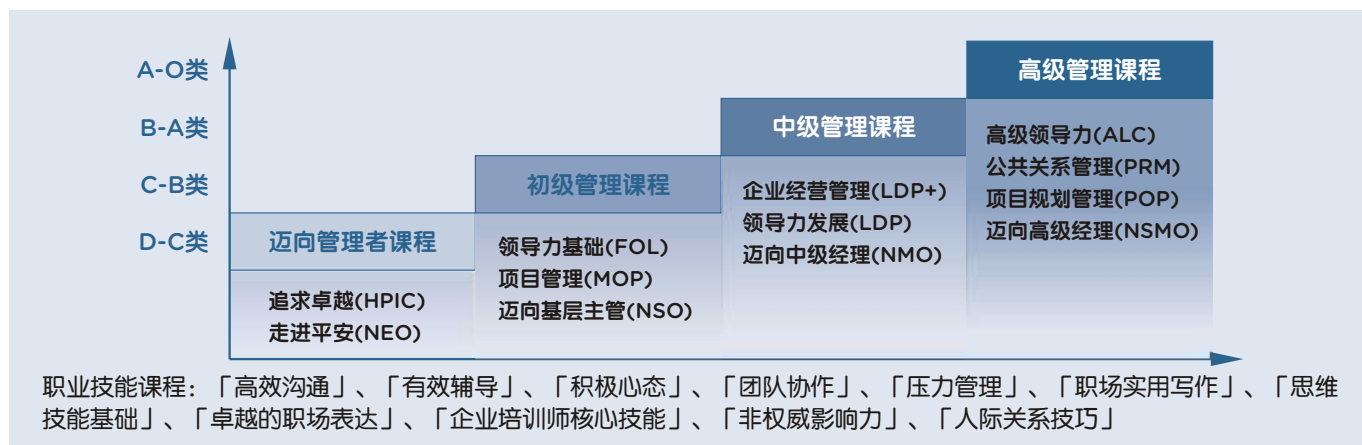 A-O类
高级管理课程
高级领导力(ALC)
公共关系管理(PRM)
项目规划管理(POP)
迈向高级经理(NSMO)
B-A类
中级管理课程
企业经营管理(LDP+)
领导力发展(LDP)
迈向中级经理(NMO)
C-B类
初级管理课程
领导力基础(FOL)
项目管理(MOP)
迈向基层主管(NSO)
D-C类
迈向管理者课程
追求卓越(HPIC)
走进平安(NEO)
职业技能课程：「高效沟通」、「有效辅导」、「积极心态」、「团队协作」、「压力管理」、「职场实用写作」、「思维
技能基础」、「卓越的职场表达」、「企业培训师核心技能」、「非权威影响力」、「人际关系技巧」